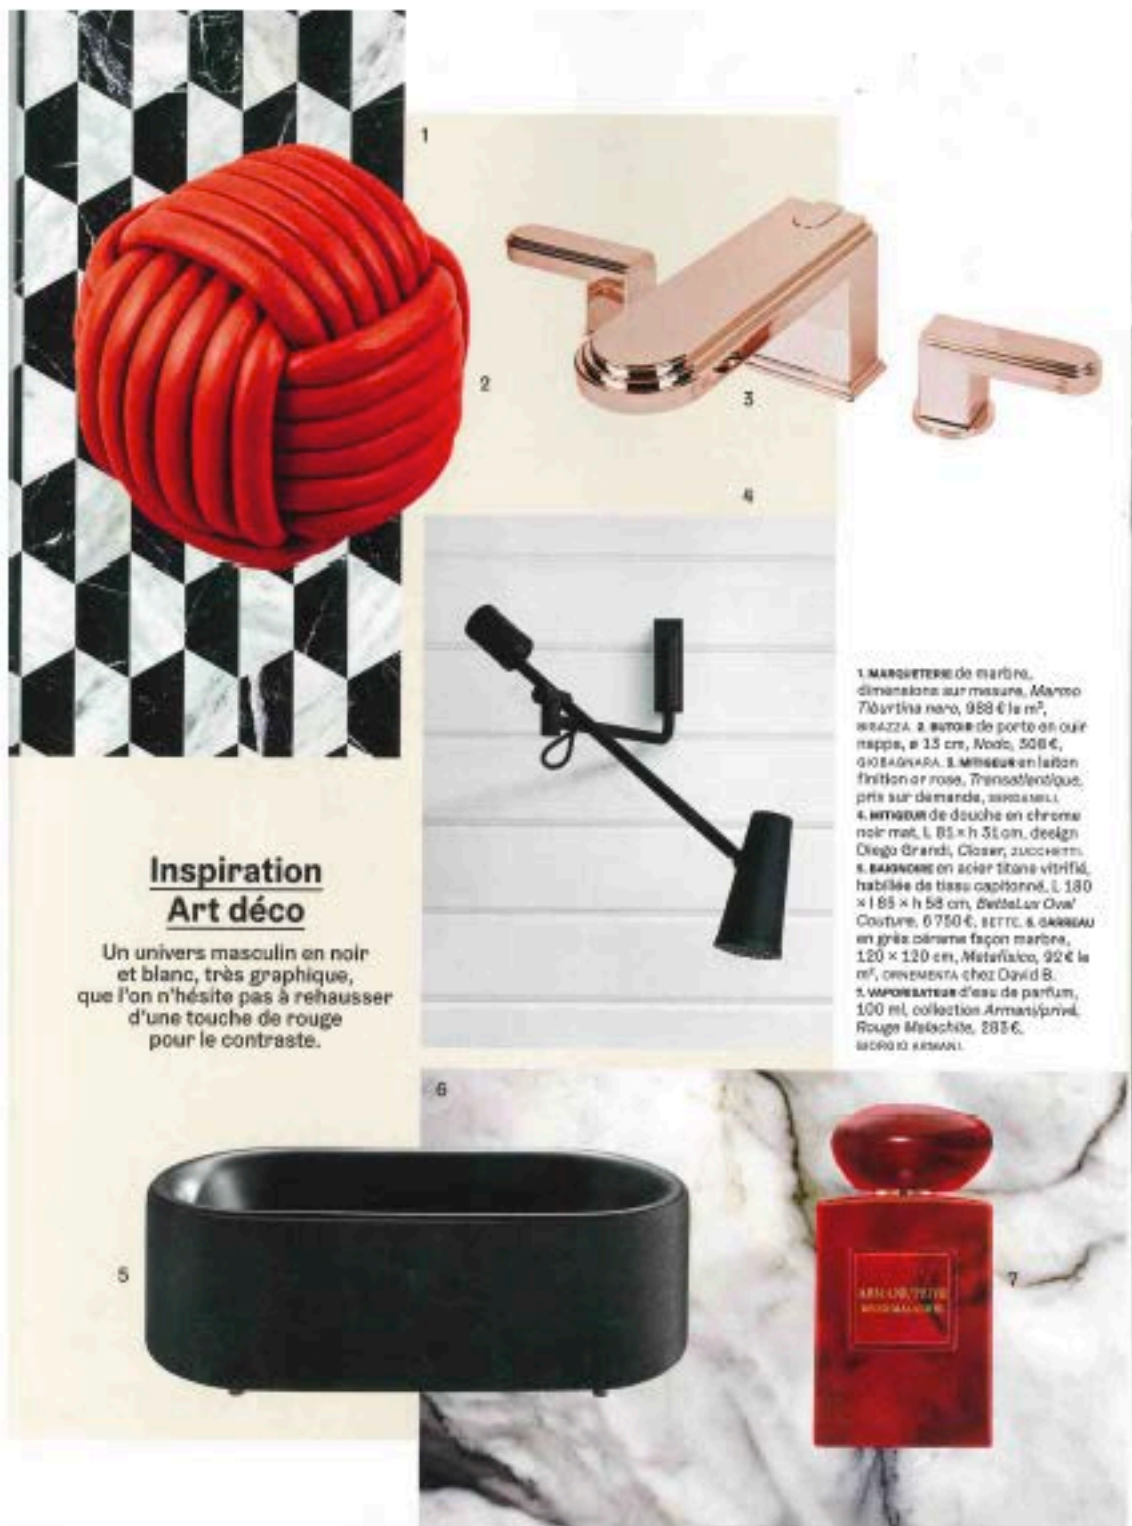 1
2
3
4
1. MARQUETERIE de marbre,
dimensions sur mesure, Marmo
Tiburtina nero, 988 € le m²,
BISAZZA. 2. BUTOIR de porte en cuir
nappa, ø 13 cm, Nodo, 308 €,
GIOBAGNARA. 3. MITIGEUR en laiton
finition or rose, Transatlantique,
prix sur demande,
4. MITIGEUR de douche en chrome
noir mat, L 81 × h 31 cm, design
Diego Grandi, Closer, ZUCCHETTI.
5. BAIGNOIRE en acier titane vitrifié,
habillée de tissu capitonné, L 180
× l 85 × h 58 cm, BetteLux Oval
Couture, 6 750 €, BETTE. 6. CARREAU
en grès cérame façon marbre,
120 × 120 cm, Metafisico, 92 € le
m², ORNEMENTA chez David B.
7. VAPORISATEUR d'eau de parfum,
100 ml, collection Armani/privé,
Rouge Malachite, 283 €,
GIORGIO ARMANI.
Inspiration
Art déco
Un univers masculin en noir
et blanc, très graphique,
que l'on n'hésite pas à rehausser
d'une touche de rouge
pour le contraste.
6
5
7
ARMANI/PRIVÉ
ROUGE MALACHITE